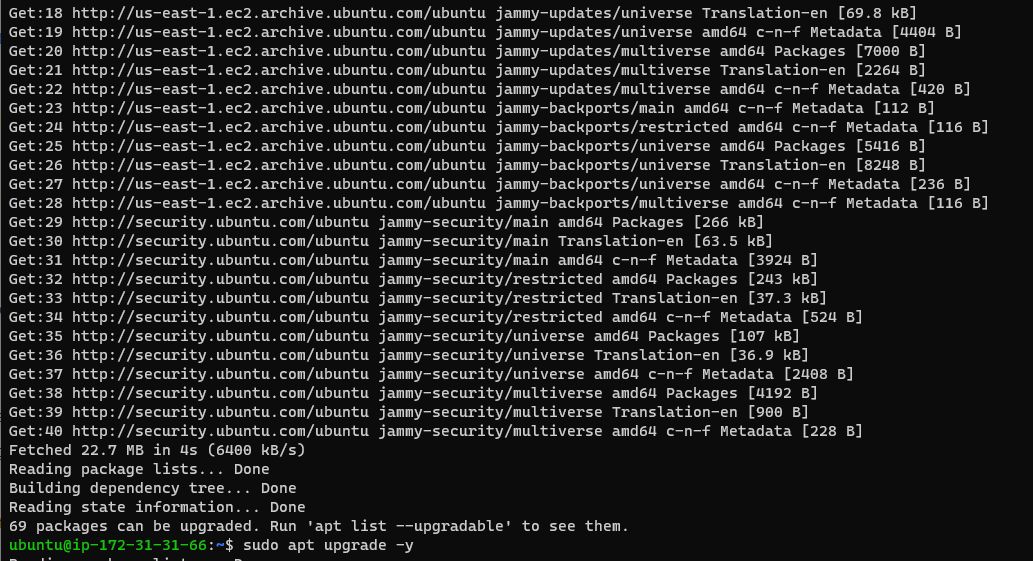 Get:18 http://us-east-1.ec2.archive.ubuntu.com/ubuntu jammy-updates/universe Translation-en [69.8 kB]
Get:19 http://us-east-1.ec2.archive.ubuntu.com/ubuntu jammy-updates/universe amd64 c-n-f Metadata [4404 B]
Get:20 http://us-east-1.ec2.archive.ubuntu.com/ubuntu jammy-updates/multiverse amd64 Packages [7000 B]
Get:21 http://us-east-1.ec2.archive.ubuntu.com/ubuntu jammy-updates/multiverse Translation-en [2264 B]
Get:22 http://us-east-1.ec2.archive.ubuntu.com/ubuntu jammy-updates/multiverse amd64 c-n-f Metadata [420 B]
Get:23 http://us-east-1.ec2.archive.ubuntu.com/ubuntu jammy-backports/main amd64 c-n-f Metadata [112 B]
Get:24 http://us-east-1.ec2.archive.ubuntu.com/ubuntu jammy-backports/restricted amd64 c-n-f Metadata [116 B]
Get:25 http://us-east-1.ec2.archive.ubuntu.com/ubuntu jammy-backports/universe amd64 Packages [5416 B]
Get:26 http://us-east-1.ec2.archive.ubuntu.com/ubuntu jammy-backports/universe Translation-en [8248 B]
Get:27 http://us-east-1.ec2.archive.ubuntu.com/ubuntu jammy-backports/universe amd64 c-n-f Metadata [236 B]
Get:28 http://us-east-1.ec2.archive.ubuntu.com/ubuntu jammy-backports/multiverse amd64 c-n-f Metadata [116 B]
Get:29 http://security.ubuntu.com/ubuntu jammy-security/main amd64 Packages [266 kB]
Get:30 http://security.ubuntu.com/ubuntu jammy-security/main Translation-en [63.5 kB]
Get:31 http://security.ubuntu.com/ubuntu jammy-security/main amd64 c-n-f Metadata [3924 B]
Get:32 http://security.ubuntu.com/ubuntu jammy-security/restricted amd64 Packages [243 kB]
Get:33 http://security.ubuntu.com/ubuntu jammy-security/restricted Translation-en [37.3 kB]
Get:34 http://security.ubuntu.com/ubuntu jammy-security/restricted amd64 c-n-f Metadata [524 B]
Get:35 http://security.ubuntu.com/ubuntu jammy-security/universe amd64 Packages [107 kB]
Get:36 http://security.ubuntu.com/ubuntu jammy-security/universe Translation-en [36.9 kB]
Get:37 http://security.ubuntu.com/ubuntu jammy-security/universe amd64 c-n-f Metadata [2408 B]
Get:38 http://security.ubuntu.com/ubuntu jammy-security/multiverse amd64 Packages [4192 B]
Get:39 http://security.ubuntu.com/ubuntu jammy-security/multiverse Translation-en [900 B]
Get:40 http://security.ubuntu.com/ubuntu jammy-security/multiverse amd64 c-n-f Metadata [228 B]
Fetched 22.7 MB in 4s (6400 kB/s)
Reading package lists... Done
Building dependency tree... Done
Reading state information... Done
69 packages can be upgraded. Run 'apt list --upgradable' to see them.
ubuntu@ip-172-31-31-66:~$ sudo apt upgrade -y